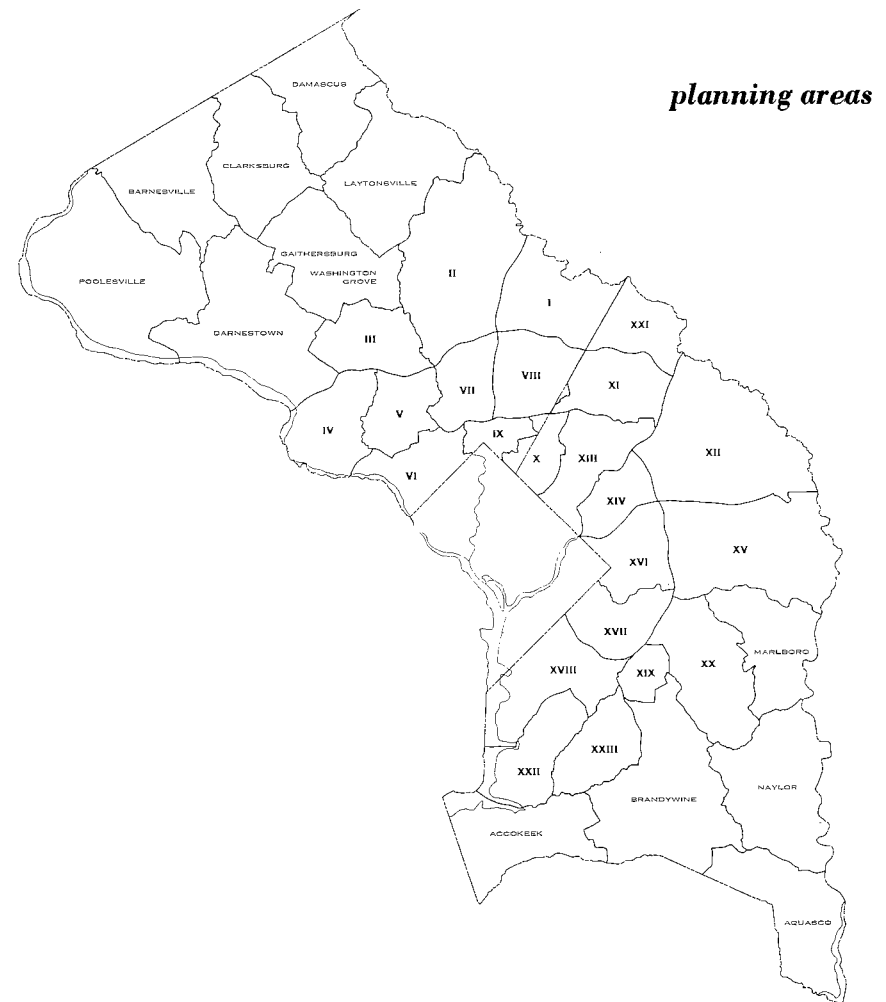 planning areas
DAMASCUS
CLARKSBURG
LAYTONSVILLE
BARNESVILLE
GAITHERSBURG
WASHINGTON
GROVE
POOLESVILLE
II
I
XXI
DARNESTOWN
III
VII
VIII
XI
IV
V
IX
XII
X
XIII
VI
XIV
XV
XVI
XVII
MARLBORO
XVIII
XIX
XX
XXIII
XXII
NAYLOR
BRANDYWINE
ACCOKEEK
AQUASCO